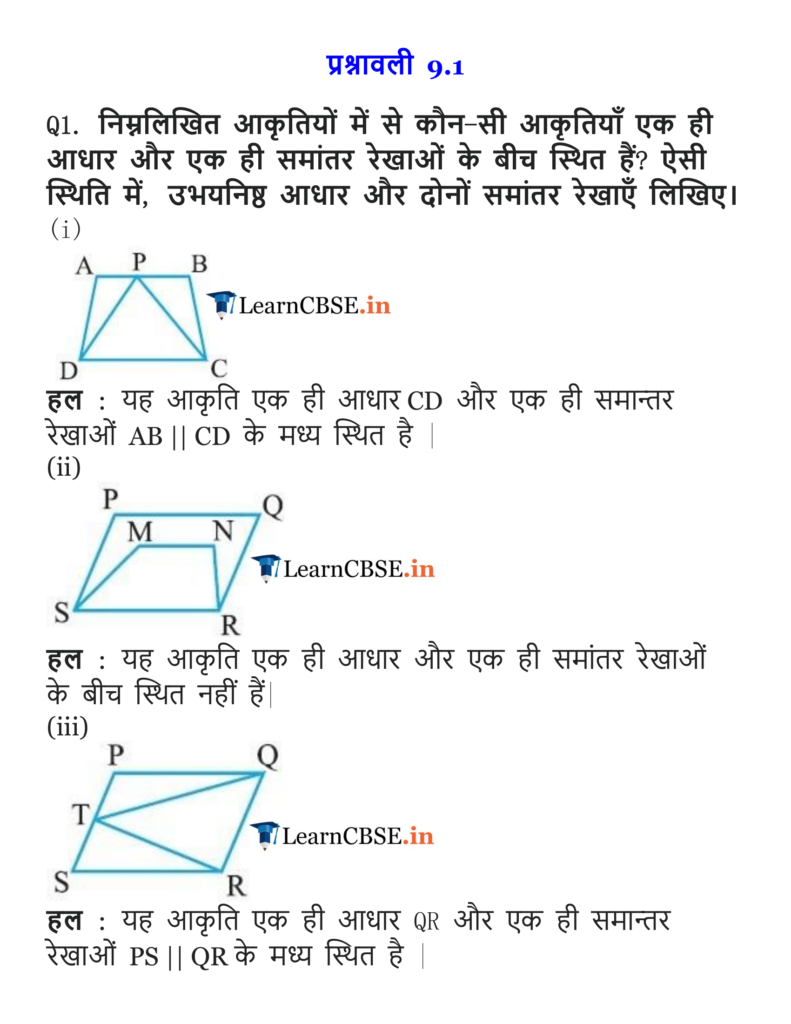 प्रश्नावली 9.1
Q1. निम्नलिखित आकृतियों में से कौन-सी आकृतियाँ एक ही
आधार और एक ही समांतर रेखाओं के बीच स्थित हैं? ऐसी
स्थिति में, उभयनिष्ठ आधार और दोनों समांतर रेखाएँ लिखिए।
(i)
A P B
LearnCBSE.in
D C
हल : यह आकृति एक ही आधार CD और एक ही समान्तर
रेखाओं AB || CD के मध्य स्थित है |
(ii)
P Q
M N
LearnCBSE.in
S R
हल : यह आकृति एक ही आधार और एक ही समांतर रेखाओं
के बीच स्थित नहीं हैं|
(iii)
P Q
T
LearnCBSE.in
S R
हल : यह आकृति एक ही आधार QR और एक ही समान्तर
रेखाओं PS || QR के मध्य स्थित है |